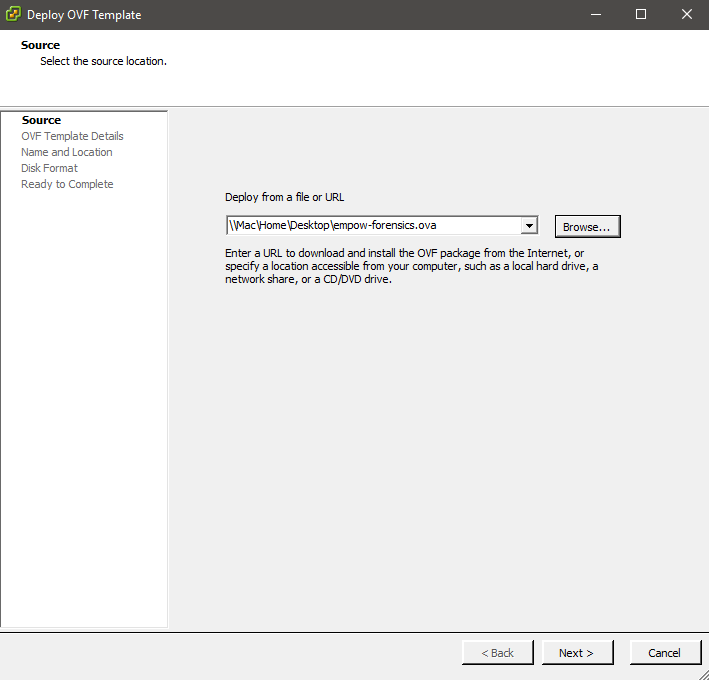 Deploy OVF Template
Source
Select the source location.
Source
OVF Template Details
Name and Location
Disk Format
Ready to Complete
Deploy from a file or URL
\\Mac\Home\Desktop\empow-forensics.ova
Browse...
Enter a URL to download and install the OVF package from the Internet, or
specify a location accessible from your computer, such as a local hard drive, a
network share, or a CD/DVD drive.
< Back
Next >
Cancel